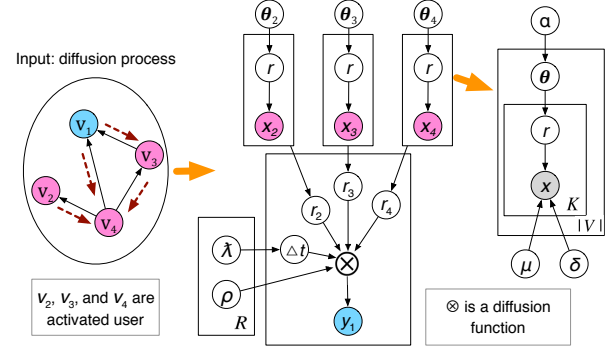 Input: diffusion process
v1
v3
v2
v4
V2, V3, and V4 are
activated user
θ2
θ3
θ4
r
r
r
x2
x3
x4
r2
r3
r4
ƛ
△t
⊗
ρ
R
y1
⊗ is a diffusion
function
α
θ
r
x
K
|V|
μ
δ